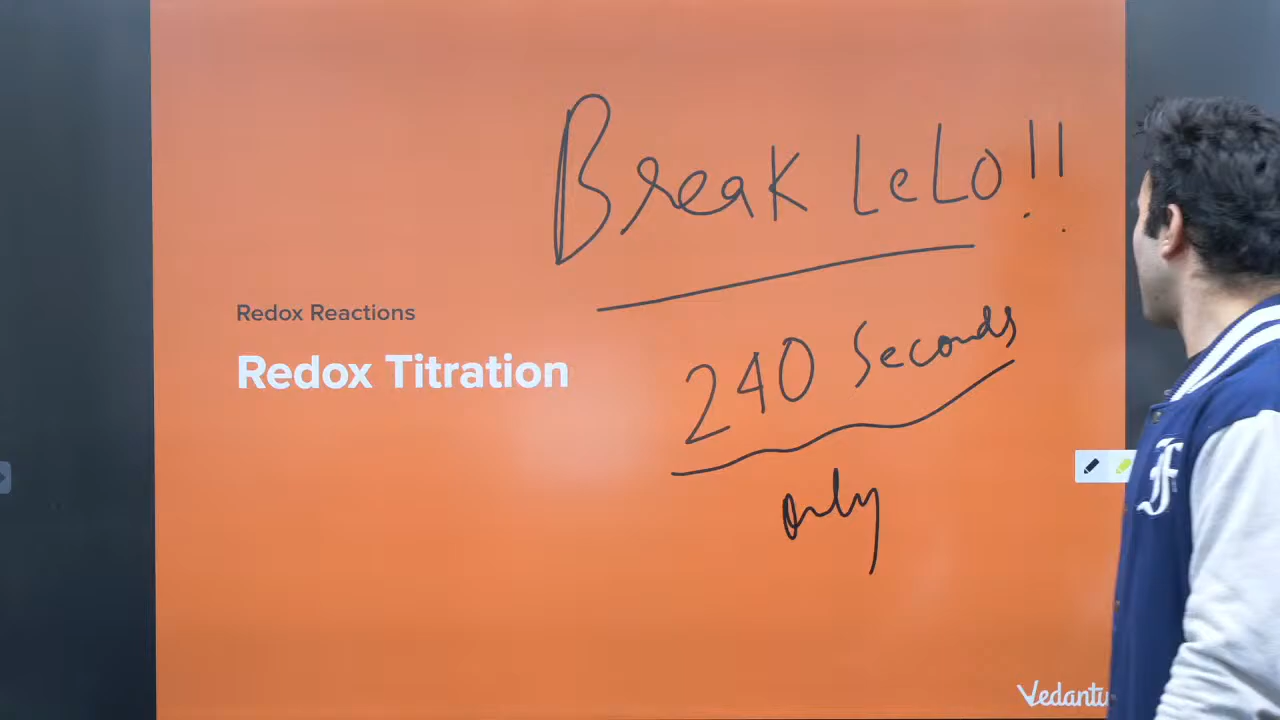 Break LeLo!!
240 Seconds
only
Redox Reactions
Redox Titration
Vedantu